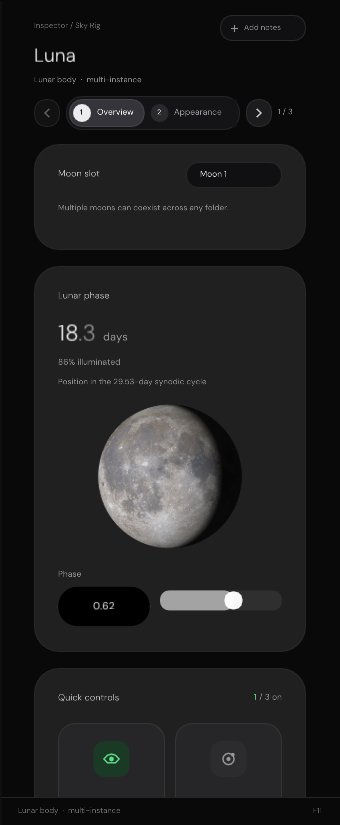 Inspector / Sky Rig
Add notes
Luna
Lunar body · multi-instance
1 Overview 2 Appearance 1 / 3
Moon slot Moon 1
Multiple moons can coexist across any folder.
Lunar phase
18.3 days
86% illuminated
Position in the 29.53-day synodic cycle
Phase
0.62
Quick controls 1 / 3 on
Lunar body · multi-instance